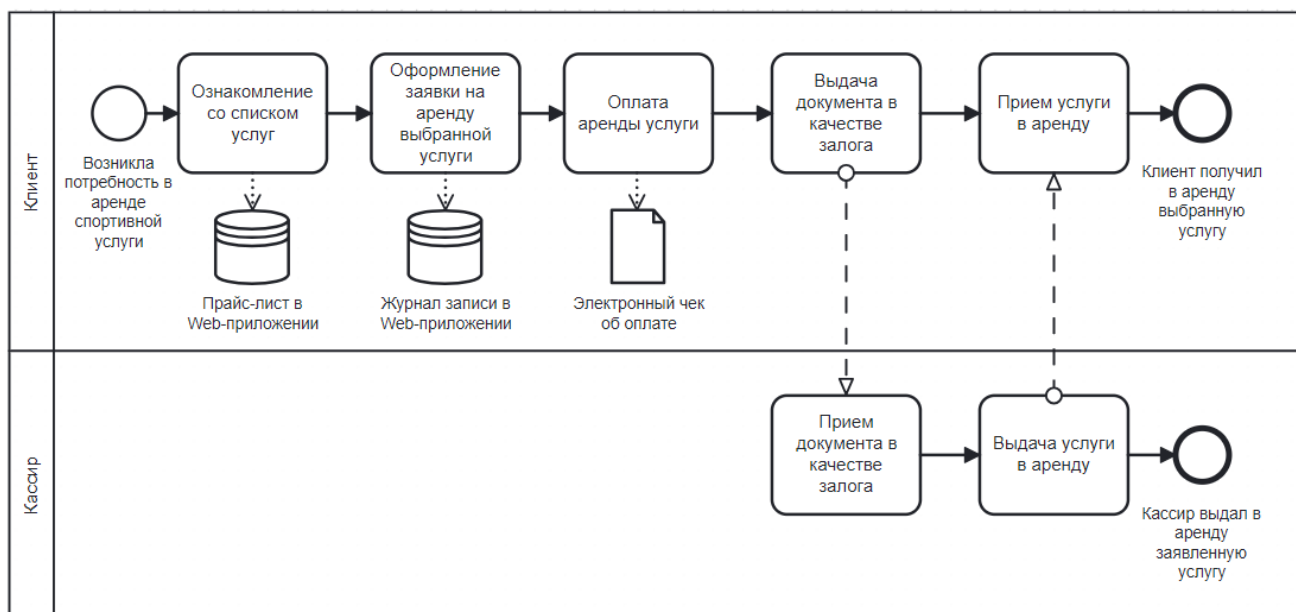 Клиент
Возникла
потребность в
аренде
спортивной
услуги
Ознакомление
со списком
услуг
Прайс-лист в
Web-приложении
Оформление
заявки на
аренду
выбранной
услуги
Журнал записи в
Web-приложении
Оплата
аренды услуги
Электронный чек
об оплате
Выдача
документа в
качестве
залога
Прием услуги
в аренду
Клиент получил
в аренду
выбранную
услугу
Кассир
Прием
документа в
качестве
залога
Выдача услуги
в аренду
Кассир выдал в
аренду
заявленную
услугу